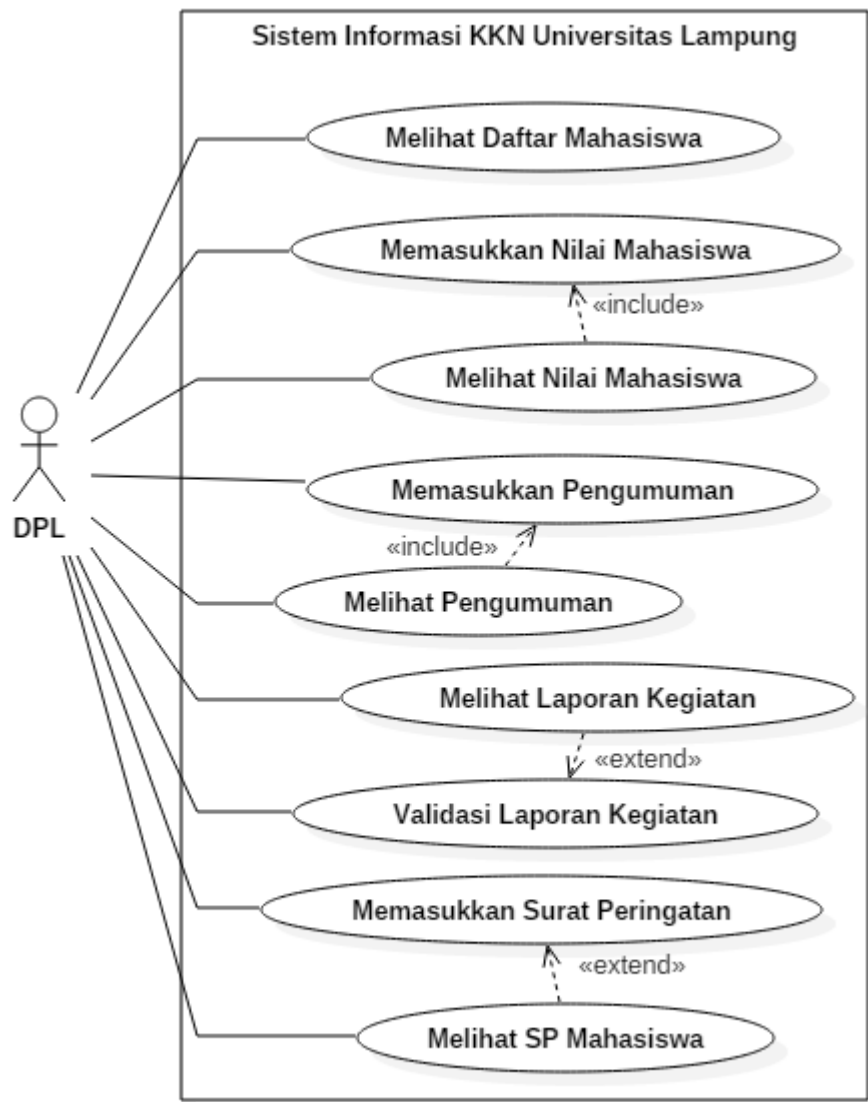 Sistem Informasi KKN Universitas Lampung
Melihat Daftar Mahasiswa
Memasukkan Nilai Mahasiswa
«include»
Melihat Nilai Mahasiswa
Memasukkan Pengumuman
DPL
«include»
Melihat Pengumuman
Melihat Laporan Kegiatan
«extend»
Validasi Laporan Kegiatan
Memasukkan Surat Peringatan
«extend»
Melihat SP Mahasiswa